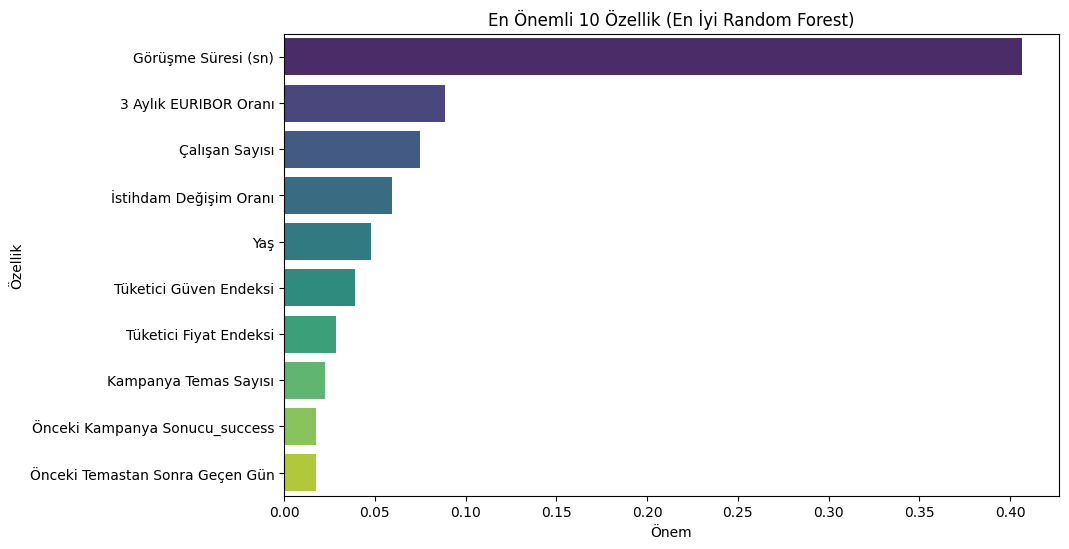 En Önemli 10 Özellik (En İyi Random Forest)
Görüşme Süresi (sn)
3 Aylık EURIBOR Oranı
Çalışan Sayısı
İstihdam Değişim Oranı
Yaş
Tüketici Güven Endeksi
Tüketici Fiyat Endeksi
Kampanya Temas Sayısı
Önceki Kampanya Sonucu_success
Önceki Temastan Sonra Geçen Gün
Özellik
0.00 0.05 0.10 0.15 0.20 0.25 0.30 0.35 0.40
Önem